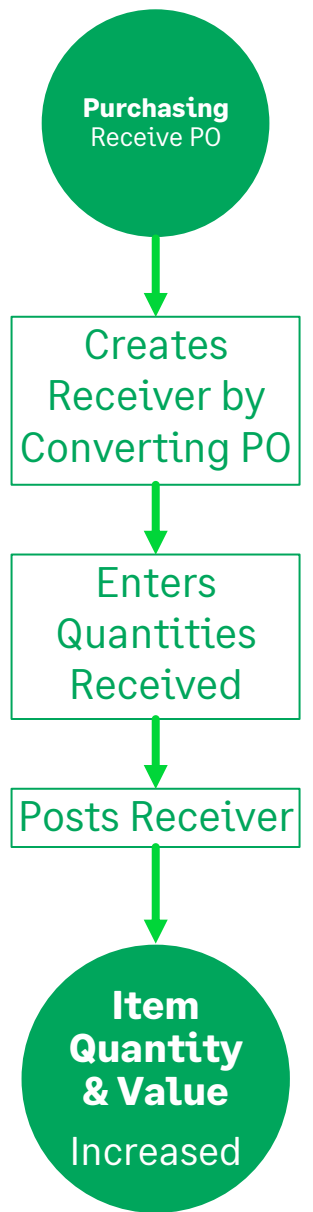 Purchasing
Receive PO
Creates
Receiver by
Converting PO
Enters
Quantities
Received
Posts Receiver
Item
Quantity
& Value
Increased